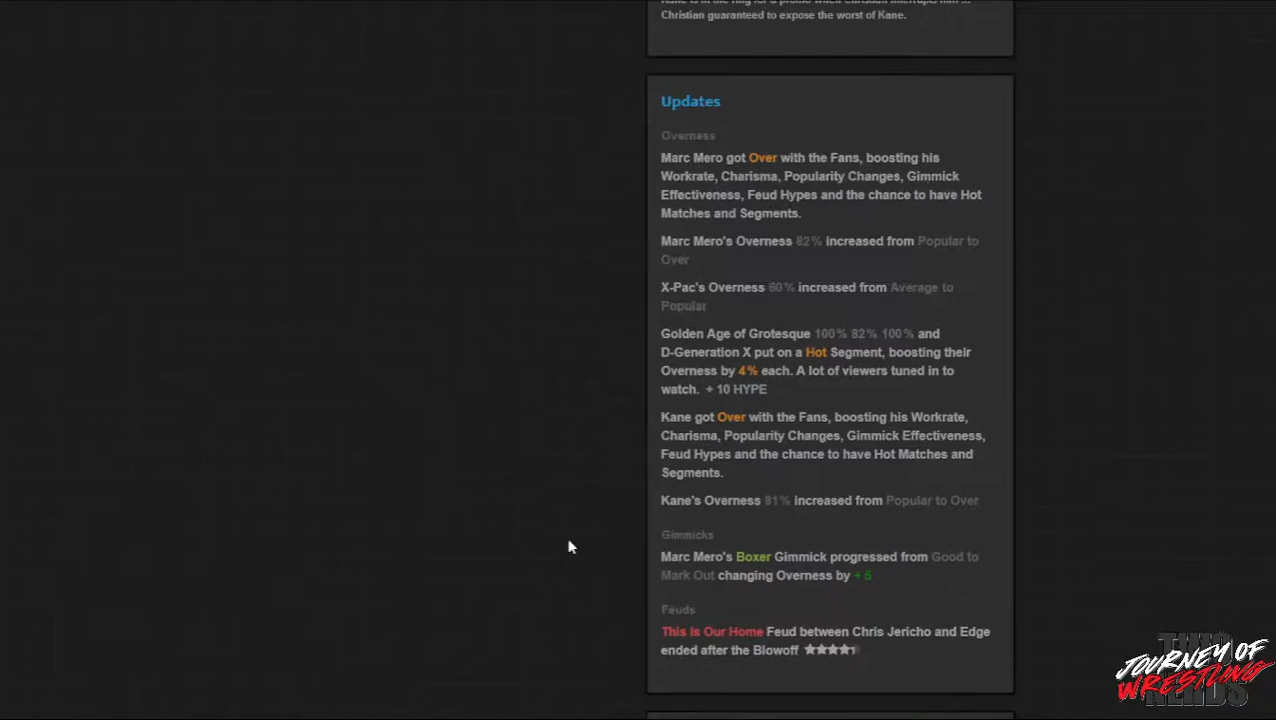 Christian guaranteed to expose the worst of Kane.
Updates
Overness
Marc Mero got Over with the Fans, boosting his
Workrate, Charisma, Popularity Changes, Gimmick
Effectiveness, Feud Hypes and the chance to have Hot
Matches and Segments.
Marc Mero's Overness 82% increased from Popular to
Over
X-Pac's Overness 60% increased from Average to
Popular
Golden Age of Grotesque 100% 82% 100% and
D-Generation X put on a Hot Segment, boosting their
Overness by 4% each. A lot of viewers tuned in to
watch. + 10 HYPE
Kane got Over with the Fans, boosting his Workrate,
Charisma, Popularity Changes, Gimmick Effectiveness,
Feud Hypes and the chance to have Hot Matches and
Segments.
Kane's Overness 81% increased from Popular to Over
Gimmicks
Marc Mero's Boxer Gimmick progressed from Good to
Mark Out changing Overness by + 6
Feuds
This Is Our Home Feud between Chris Jericho and Edge
ended after the Blowoff
JOURNEY OF
WRESTLING